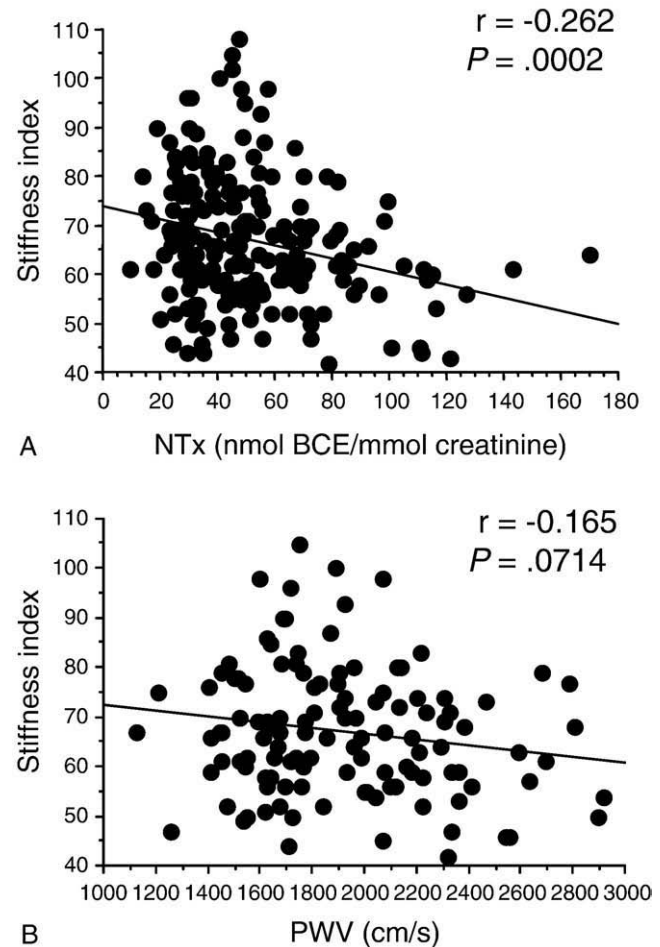 r = -0.262
P = .0002
110
100
90
80
70
60
50
40
Stiffness index
0 20 40 60 80 100 120 140 160 180
A NTx (nmol BCE/mmol creatinine)
r = -0.165
P = .0714
110
100
90
80
70
60
50
40
Stiffness index
1000 1200 1400 1600 1800 2000 2200 2400 2600 2800 3000
B PWV (cm/s)